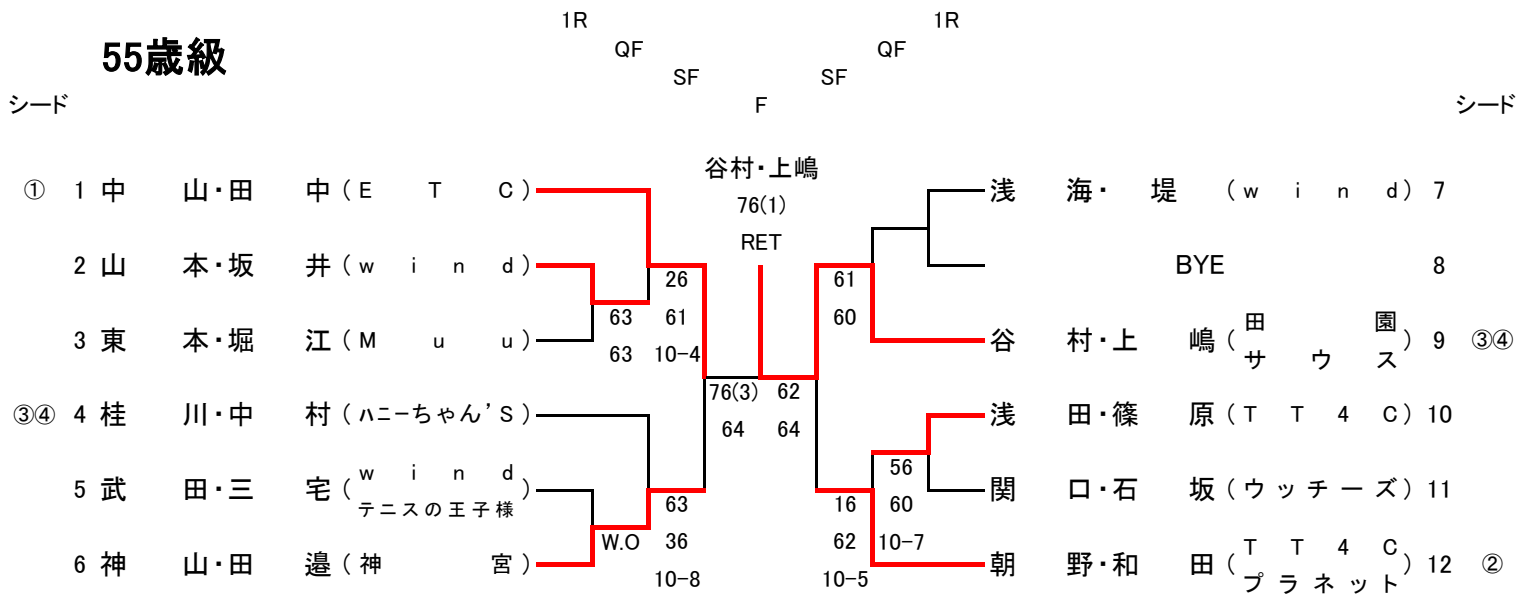 1R 1R
55歳級
QF QF
SF SF
シード F シード
谷村・上嶋
76(1)
RET
① 1 中山・田中 (ETC)
2 山本・坂井 (wind)
3 東本・堀江 (Muu)
③④ 4 桂川・中村 (ハニーちゃん'S)
5 武田・三宅 (wind
テニスの王子様)
6 神山・田邉 (神宮)
63
63
26
61
10-4
W.O
63
36
10-8
76(3)
64
62
64
61
60
56
60
10-7
16
62
10-5
浅海・堤 (wind) 7
BYE 8
谷村・上嶋 (田園
サウス) 9 ③④
浅田・篠原 (TT4C) 10
関口・石坂 (ウッチーズ) 11
朝野・和田 (TT4C
プラネット) 12 ②